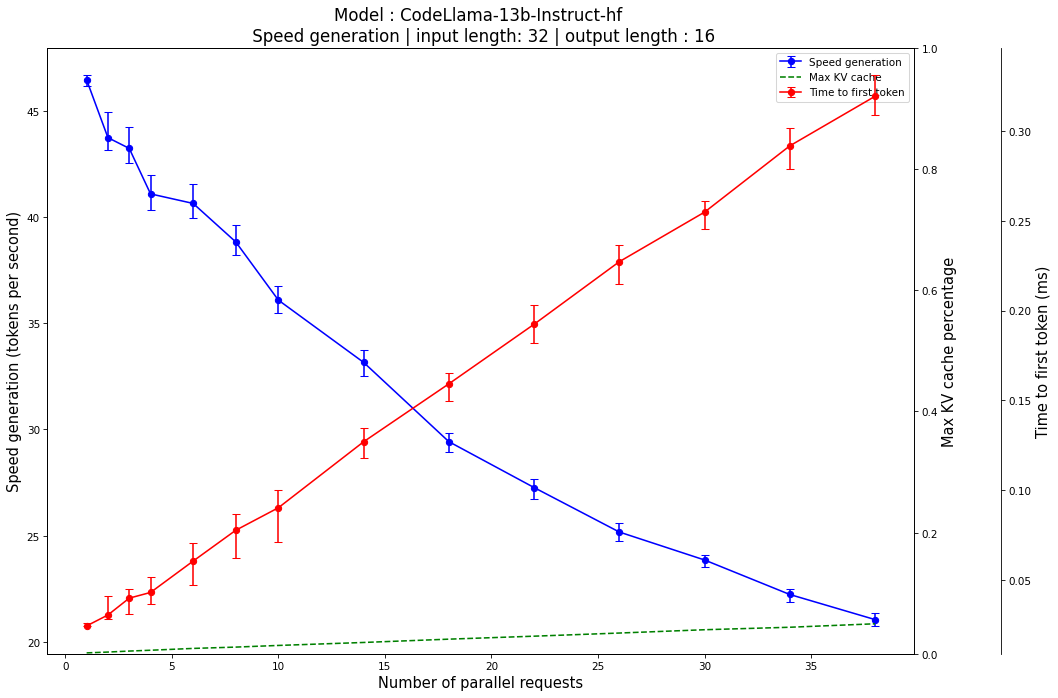 Model : CodeLlama-13b-Instruct-hf
Speed generation | input length: 32 | output length : 16
Speed generation
Max KV cache
Time to first token
Speed generation (tokens per second)
45
40
35
30
25
20
0
5
10
15
20
25
30
35
Number of parallel requests
1.0
0.8
0.6
0.4
0.2
0.0
Max KV cache percentage
0.30
0.25
0.20
0.15
0.10
0.05
Time to first token (ms)